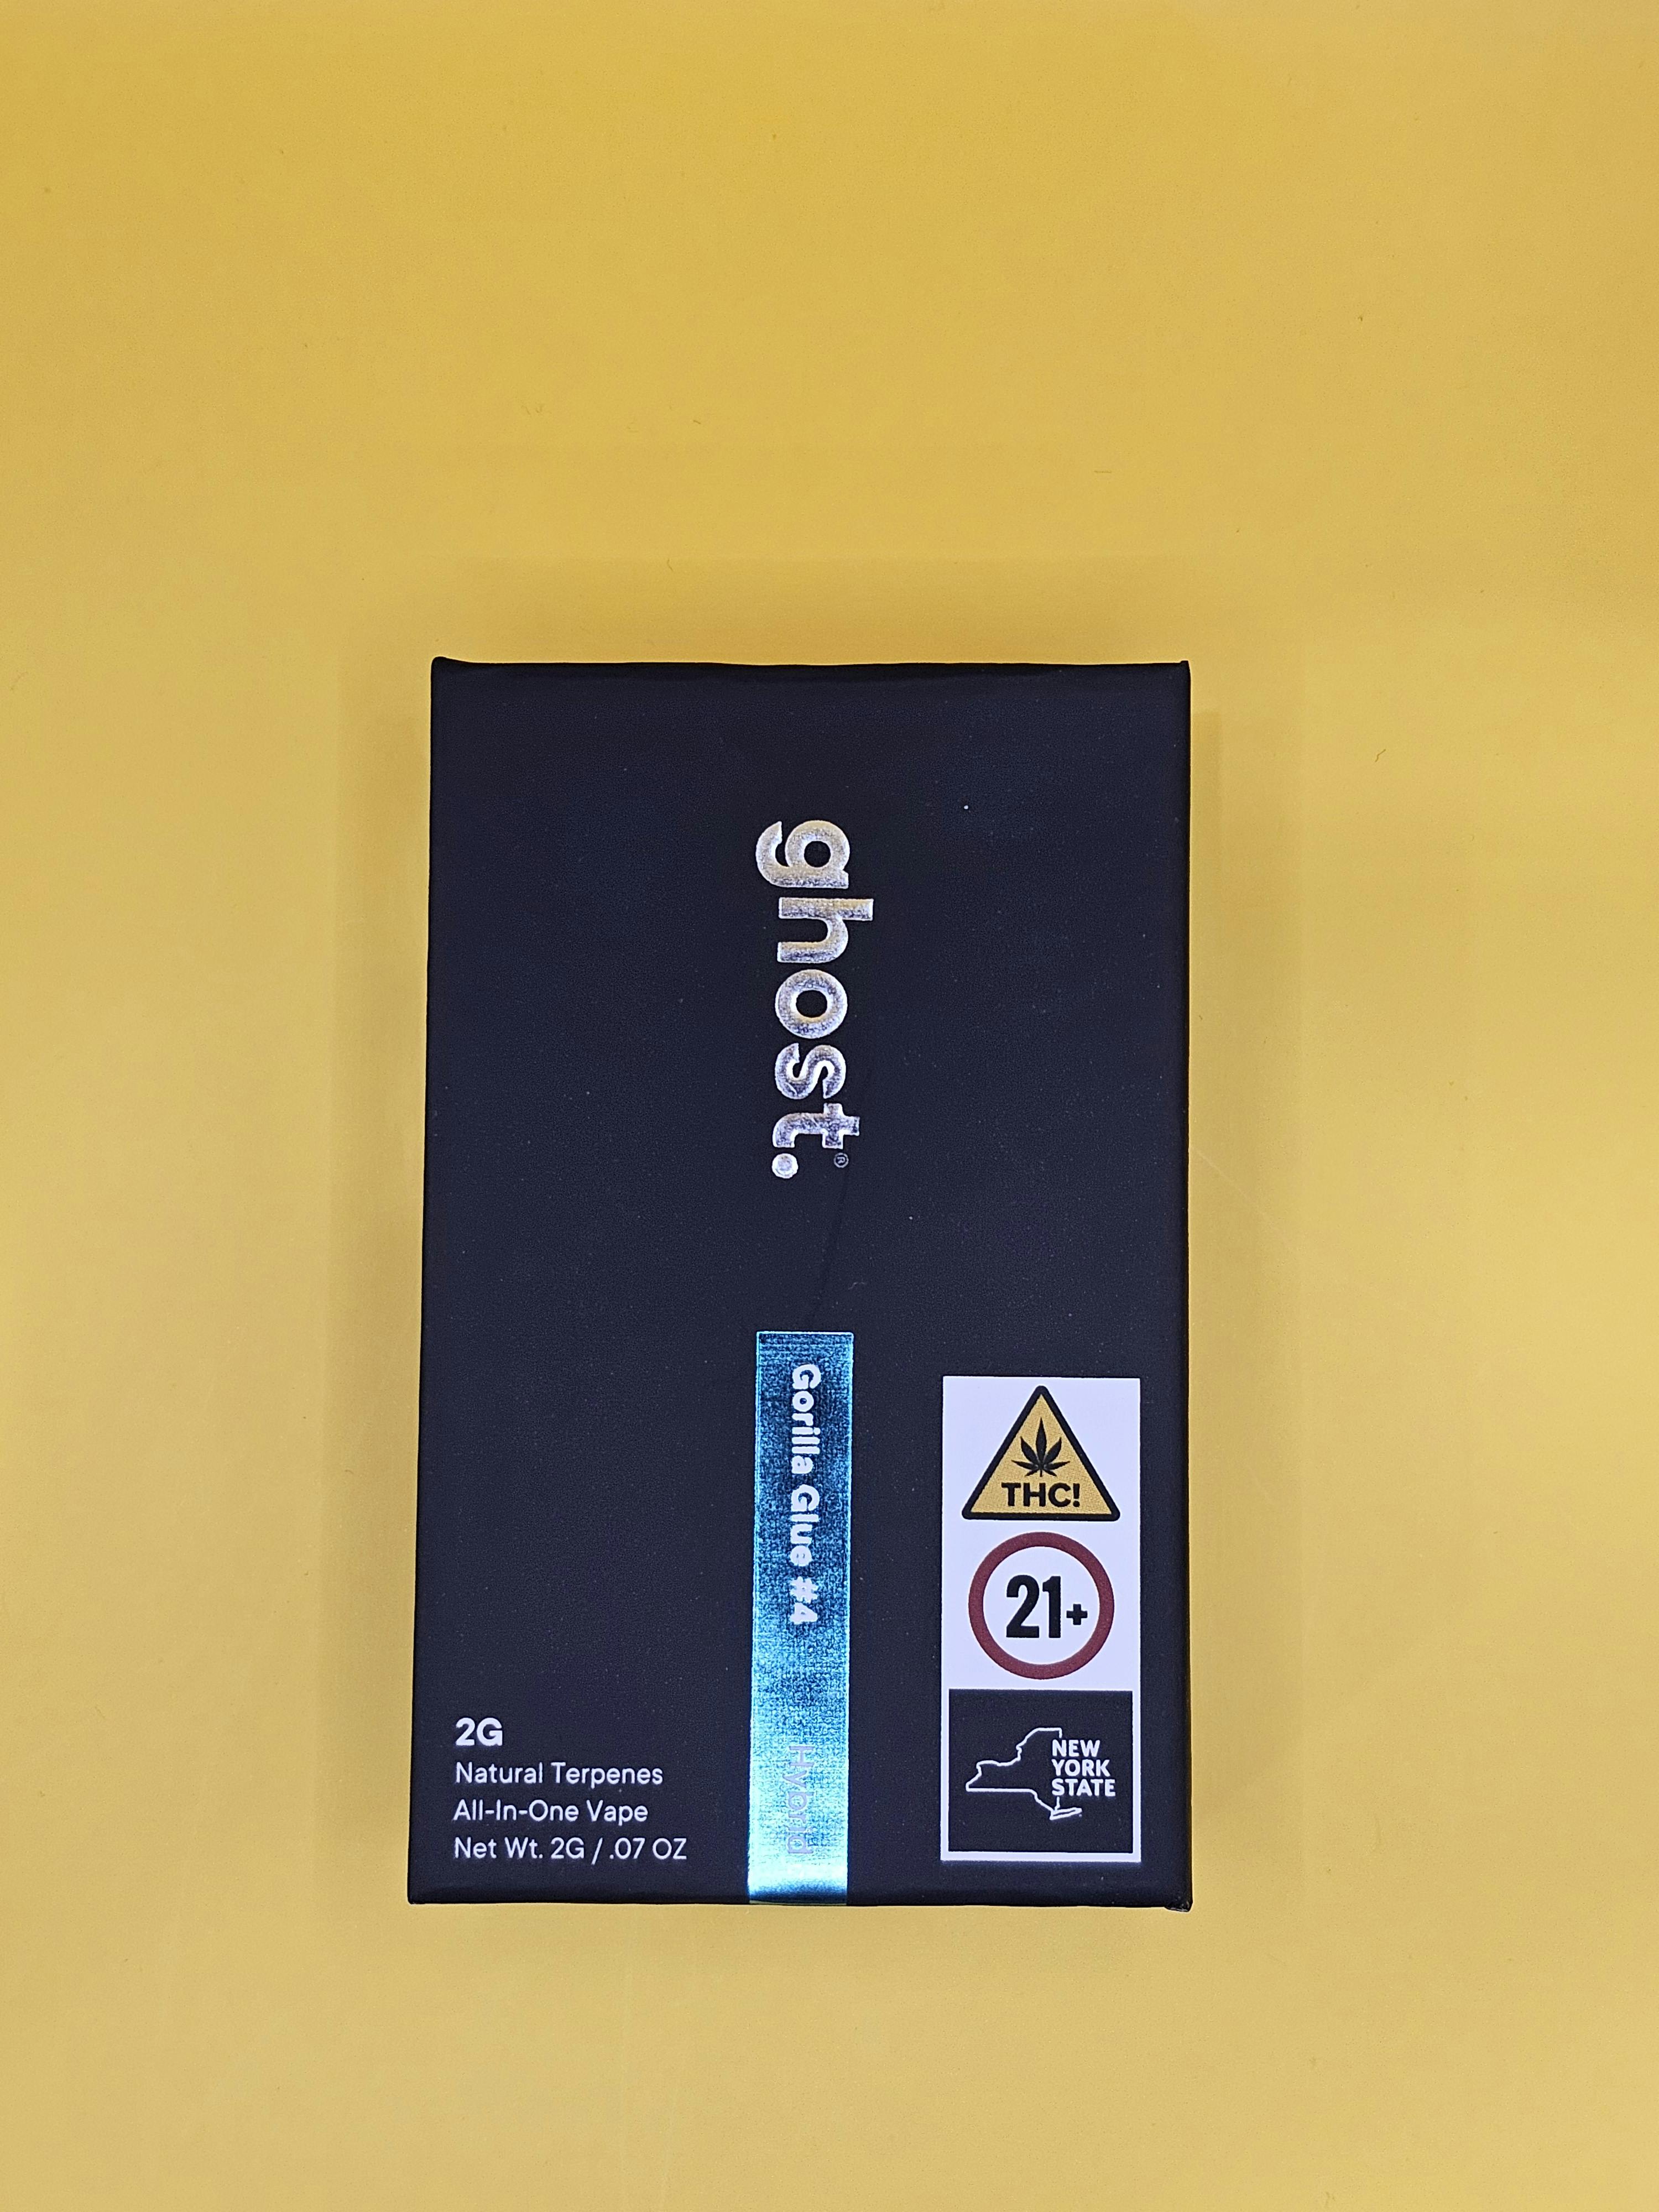 ghost.®
Gorilla Glue #4 Hybrid
2G
Natural Terpenes
All-In-One Vape
Net Wt. 2G / .07 OZ
THC!
21+
NEW
YORK
STATE